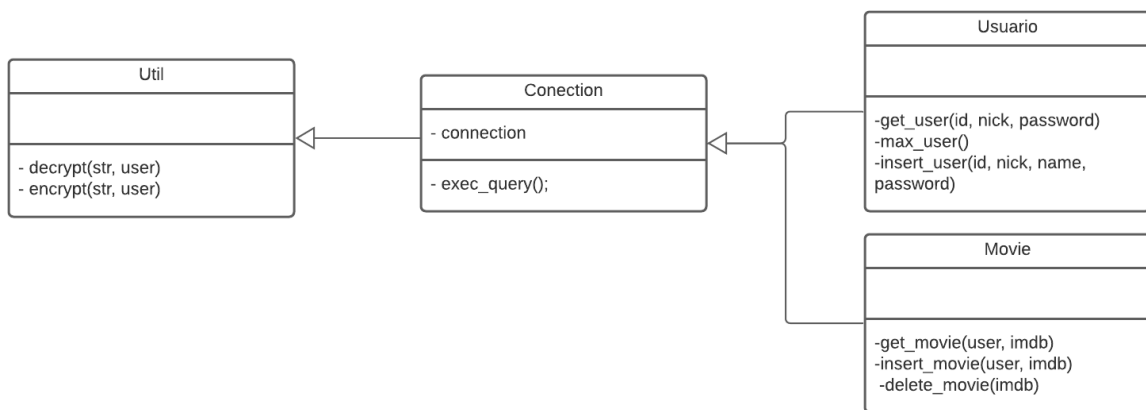 Util
- decrypt(str, user)
- encrypt(str, user)
Conection
- connection
- exec_query();
Usuario
-get_user(id, nick, password)
-max_user()
-insert_user(id, nick, name,
password)
Movie
-get_movie(user, imdb)
-insert_movie(user, imdb)
-delete_movie(imdb)